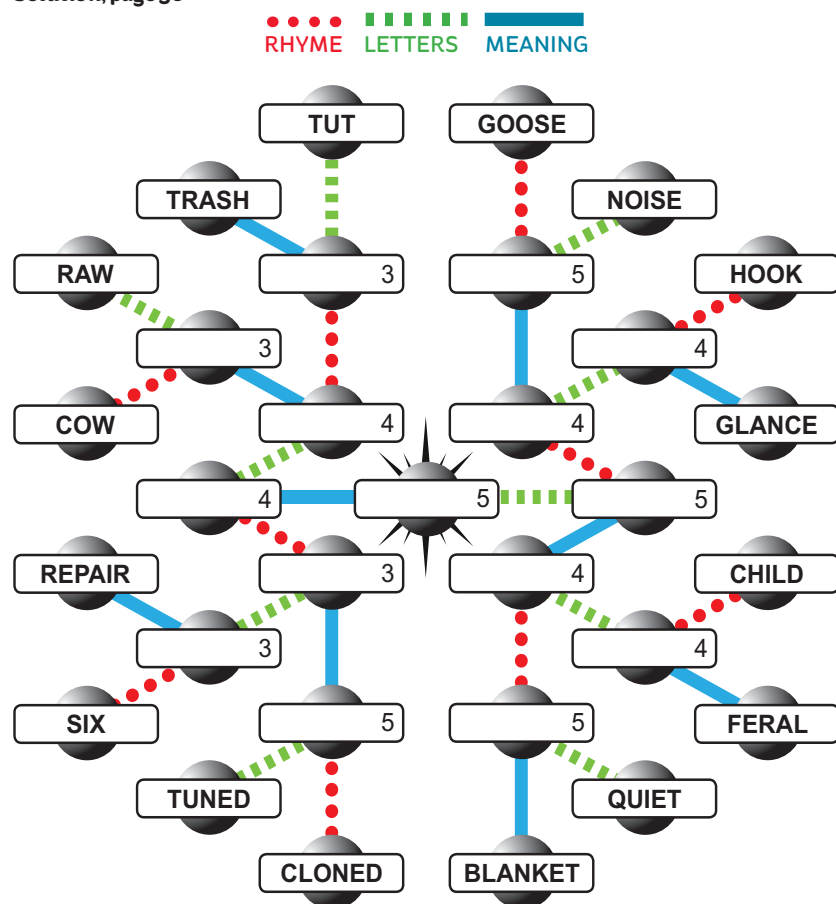 RHYME LETTERS MEANING
TUT GOOSE
TRASH NOISE
RAW 3 5 HOOK
3 4
COW 4 4 GLANCE
4 5 5
REPAIR 3 4 CHILD
3 4
SIX 5 5 FERAL
TUNED QUIET
CLONED BLANKET